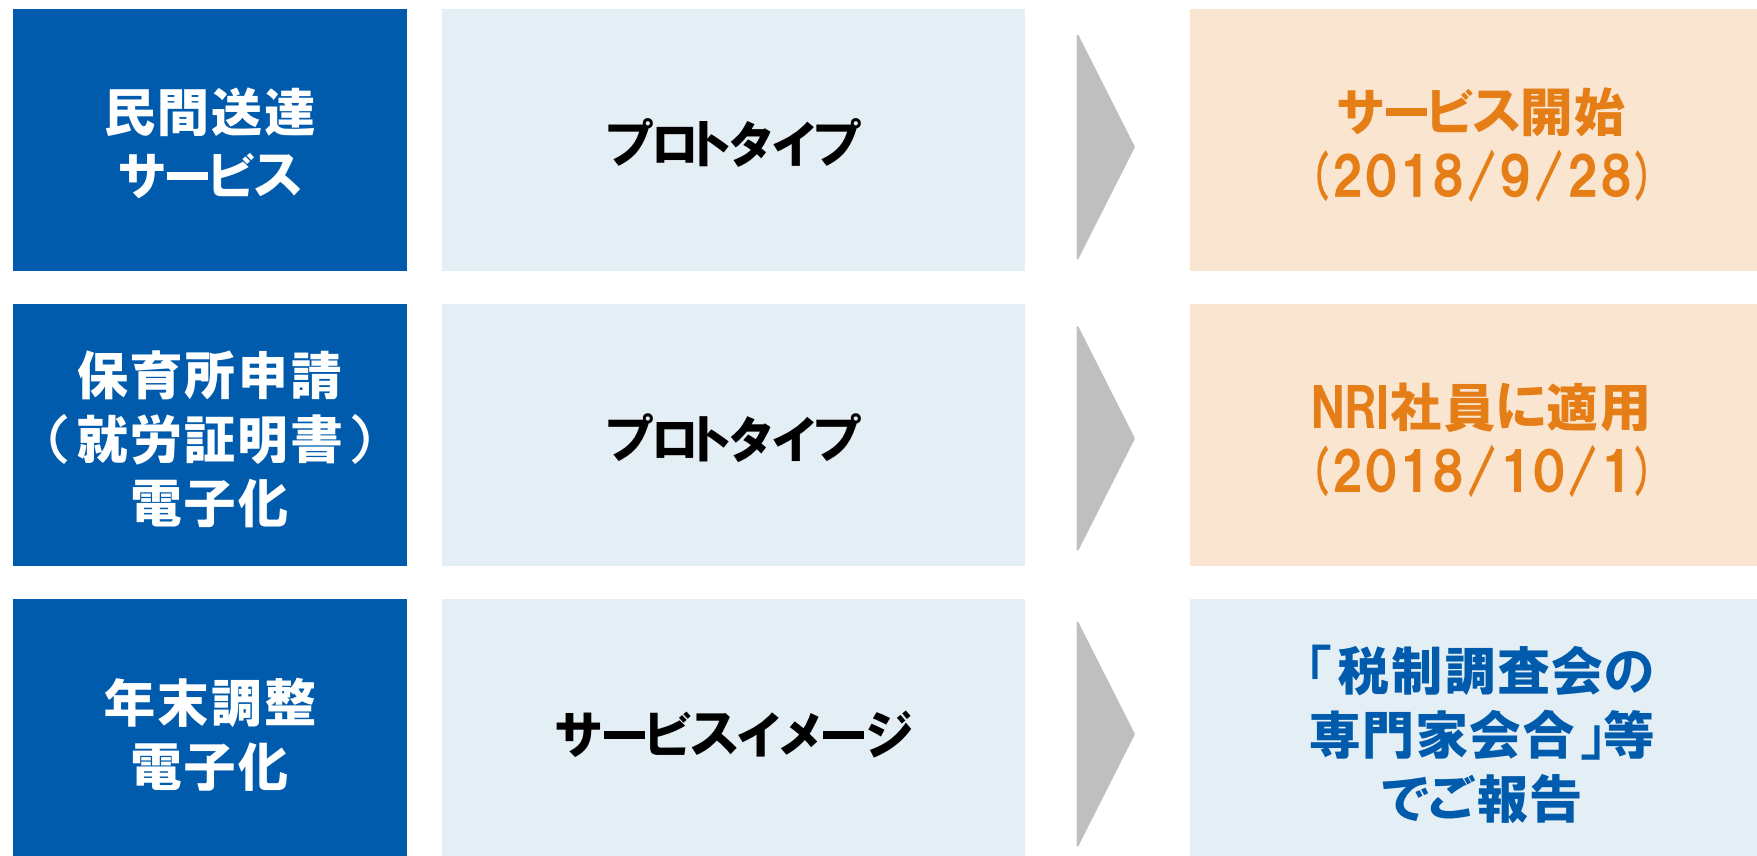 民間送達
サービス
プロトタイプ
サービス開始
(2018/9/28)
保育所申請
(就労証明書)
電子化
プロトタイプ
NRI社員に適用
(2018/10/1)
年末調整
電子化
サービスイメージ
「税制調査会の
専門家会合」等
でご報告